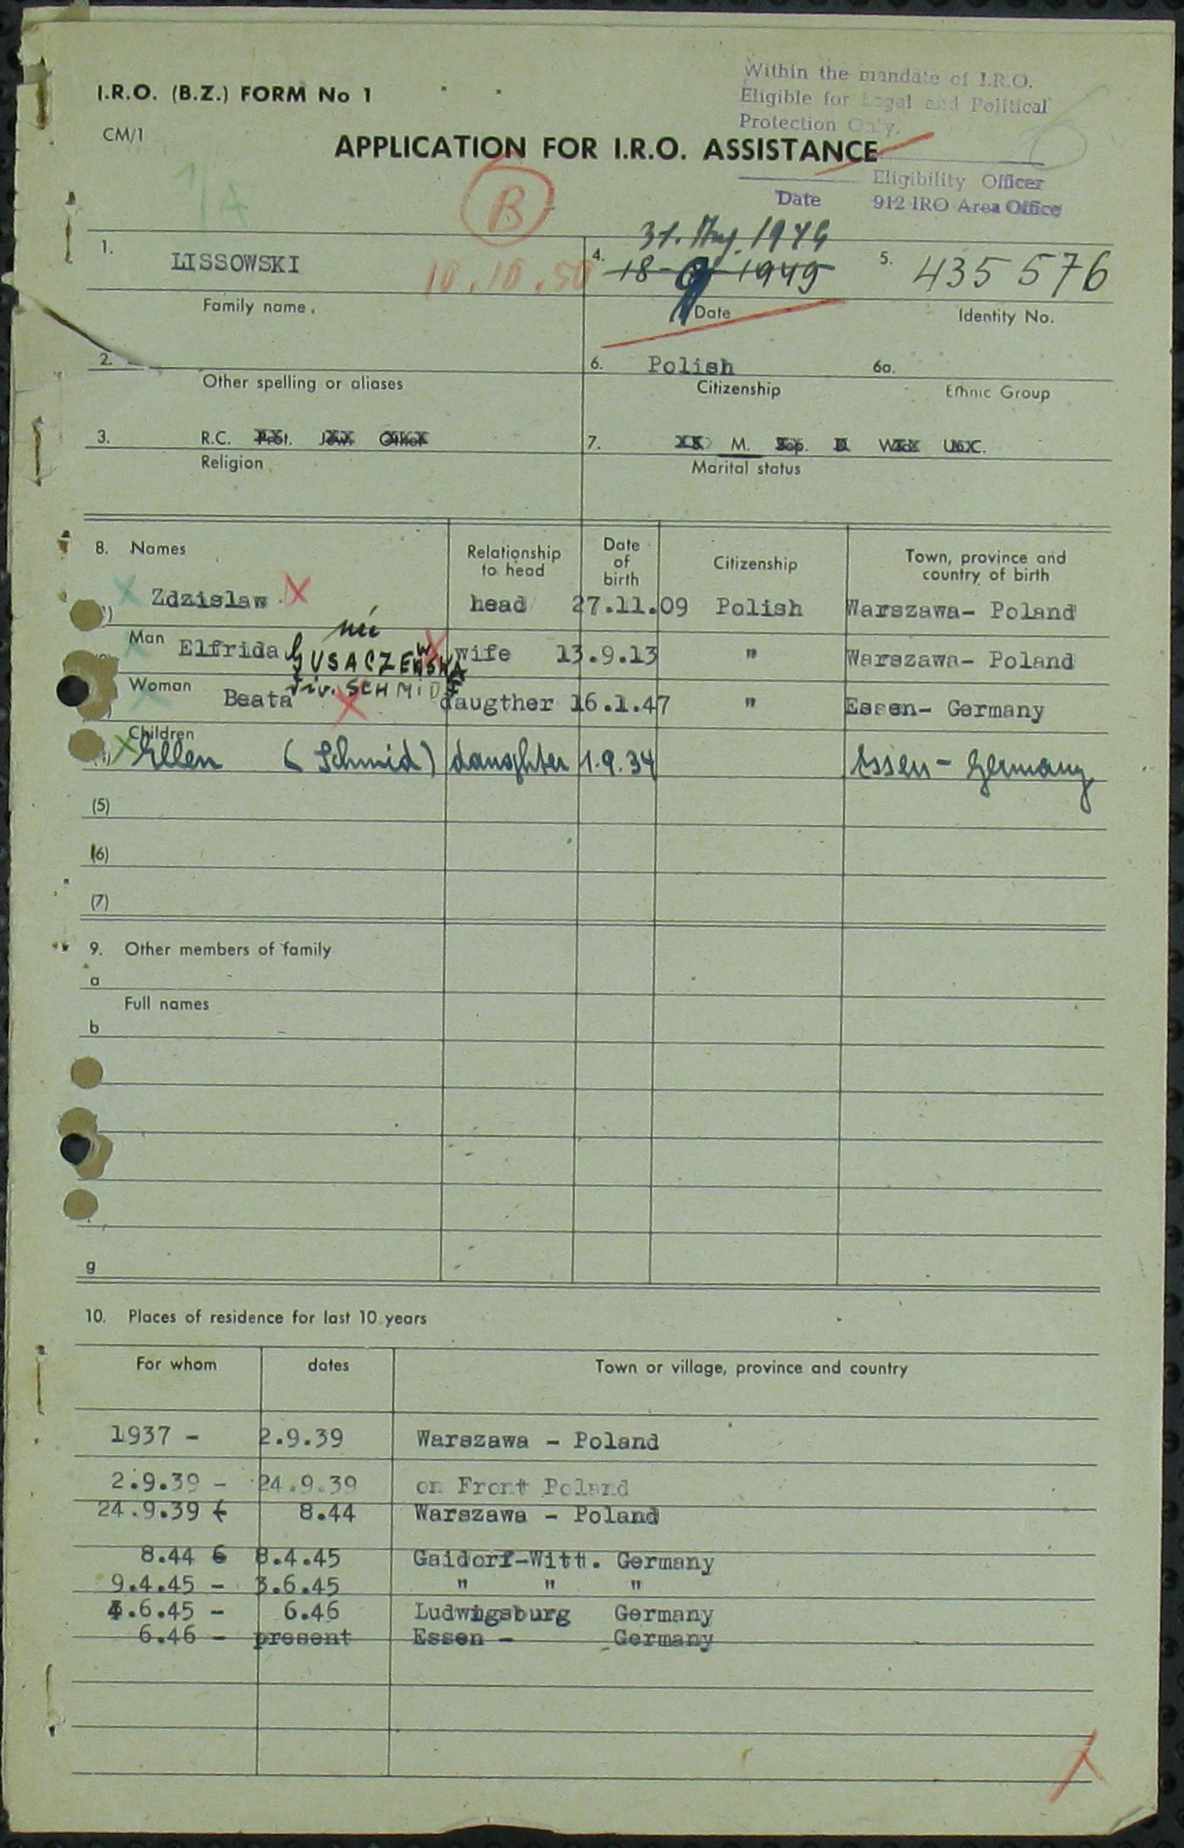 Within the mandate of I.R.O.
Eligible for Legal and Political
Protection Only.
I.R.O. (B.Z.) FORM No 1
CM/1
APPLICATION FOR I.R.O. ASSISTANCE
Eligibility Officer
Date 912 IRO Area Office
1/A
B
10.10.50
1. LISSOWSKI
Family name.
4. 31. Aug. 1949
18 1949
Date
5. 435 576
Identity No.
2.
Other spelling or aliases
6. Polish
Citizenship
6a.
Ethnic Group
3. R.C. Prot. Jew. Other
Religion
7. S. M. Sep. D. Wid. U.C.
Marital status
8. Names Relationship to head Date of birth Citizenship Town, province and country of birth
Zdzislaw head 27.11.09 Polish Warszawa- Poland
Man
Elfrida née GUSACZEWSKA wife 13.9.13 " Warszawa- Poland
Woman
div. SCHMIDT
Beata daugther 16.1.47 " Essen- Germany
Children
Ellen (Schmid) daughter 1.9.34 Essen - Germany
(5)
(6)
(7)
9. Other members of family
a
Full names
b
g
10. Places of residence for last 10 years
For whom dates Town or village, province and country
1937 - 2.9.39 Warszawa - Poland
2.9.39 - 24.9.39 on Front Poland
24.9.39 8.44 Warszawa - Poland
8.44 8.4.45 Gaidorf-Witt. Germany
9.4.45 - 3.6.45 " " "
4.6.45 - 6.46 Ludwigsburg Germany
6.46 - present Essen - Germany